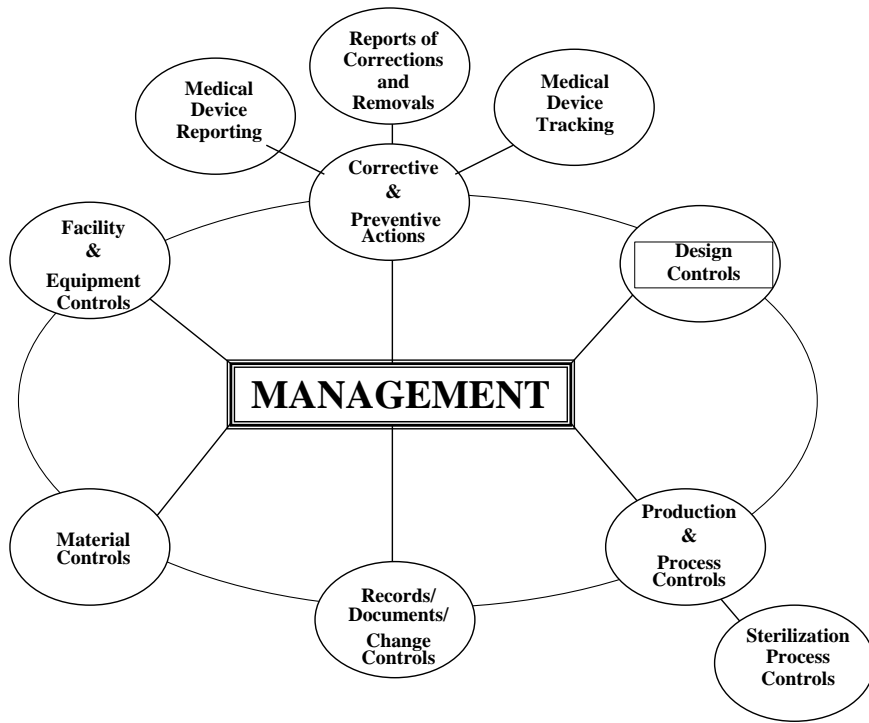 Reports of
Corrections
and
Removals
Medical
Device
Reporting
Medical
Device
Tracking
Corrective
&
Preventive
Actions
Facility
&
Equipment
Controls
Design
Controls
MANAGEMENT
Material
Controls
Production
&
Process
Controls
Records/
Documents/
Change
Controls
Sterilization
Process
Controls